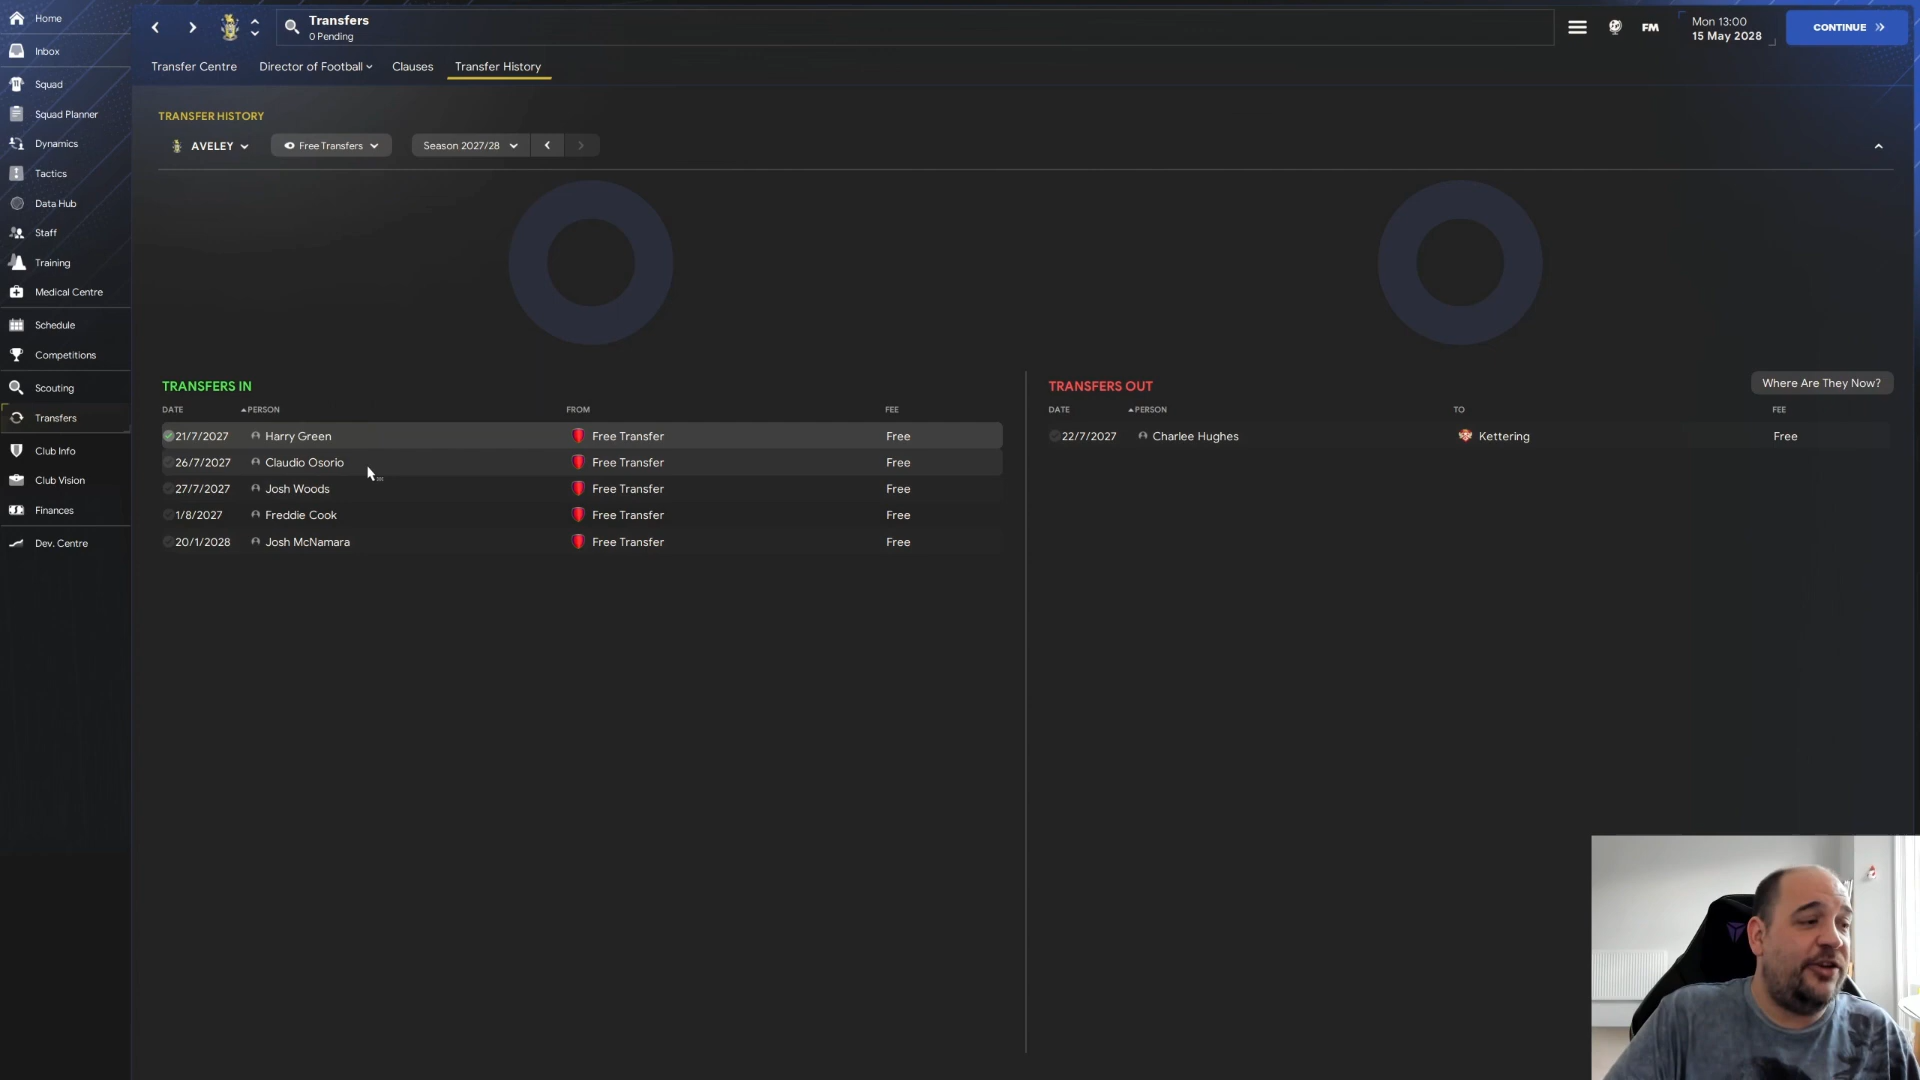 Home
Inbox
Squad
Squad Planner
Dynamics
Tactics
Data Hub
Staff
Training
Medical Centre
Schedule
Competitions
Scouting
Transfers
Club Info
Club Vision
Finances
Dev. Centre
Transfers
0 Pending
FM
Mon 13:00
15 May 2028
CONTINUE
Transfer Centre Director of Football Clauses Transfer History
TRANSFER HISTORY
AVELEY Free Transfers Season 2027/28
TRANSFERS IN
DATE PERSON FROM FEE
21/7/2027 Harry Green Free Transfer Free
26/7/2027 Claudio Osorio Free Transfer Free
27/7/2027 Josh Woods Free Transfer Free
1/8/2027 Freddie Cook Free Transfer Free
20/1/2028 Josh McNamara Free Transfer Free
TRANSFERS OUT
Where Are They Now?
DATE PERSON TO FEE
22/7/2027 Charlee Hughes Kettering Free